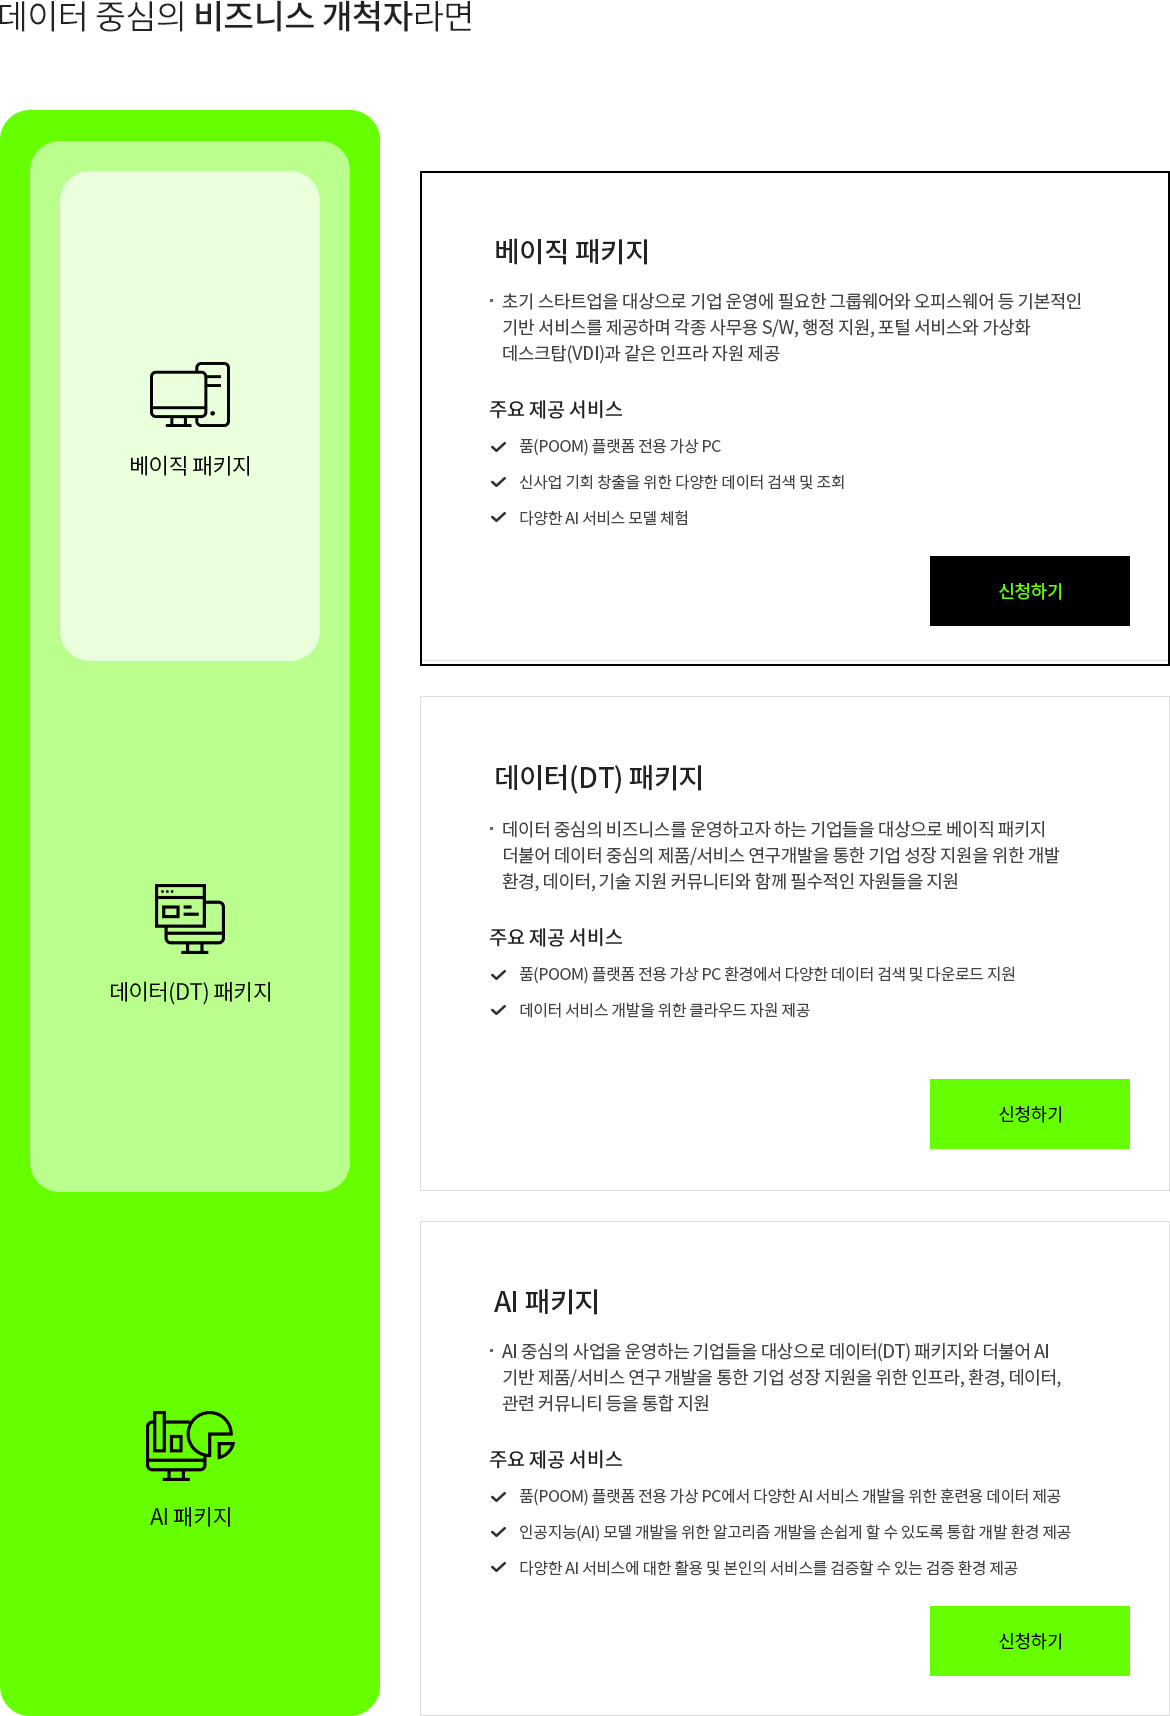 데이터 중심의 비즈니스 개척자라면
베이직 패키지
베이직 패키지
· 초기 스타트업을 대상으로 기업 운영에 필요한 그룹웨어와 오피스웨어 등 기본적인
기반 서비스를 제공하며 각종 사무용 S/W, 행정 지원, 포털 서비스와 가상화
데스크탑(VDI)과 같은 인프라 자원 제공
주요 제공 서비스
품(POOM) 플랫폼 전용 가상 PC
신사업 기회 창출을 위한 다양한 데이터 검색 및 조회
다양한 AI 서비스 모델 체험
신청하기
데이터(DT) 패키지
데이터(DT) 패키지
· 데이터 중심의 비즈니스를 운영하고자 하는 기업들을 대상으로 베이직 패키지
더불어 데이터 중심의 제품/서비스 연구개발을 통한 기업 성장 지원을 위한 개발
환경, 데이터, 기술 지원 커뮤니티와 함께 필수적인 자원들을 지원
주요 제공 서비스
품(POOM) 플랫폼 전용 가상 PC 환경에서 다양한 데이터 검색 및 다운로드 지원
데이터 서비스 개발을 위한 클라우드 자원 제공
신청하기
AI 패키지
AI 패키지
· AI 중심의 사업을 운영하는 기업들을 대상으로 데이터(DT) 패키지와 더불어 AI
기반 제품/서비스 연구 개발을 통한 기업 성장 지원을 위한 인프라, 환경, 데이터,
관련 커뮤니티 등을 통합 지원
주요 제공 서비스
품(POOM) 플랫폼 전용 가상 PC에서 다양한 AI 서비스 개발을 위한 훈련용 데이터 제공
인공지능(AI) 모델 개발을 위한 알고리즘 개발을 손쉽게 할 수 있도록 통합 개발 환경 제공
다양한 AI 서비스에 대한 활용 및 본인의 서비스를 검증할 수 있는 검증 환경 제공
신청하기